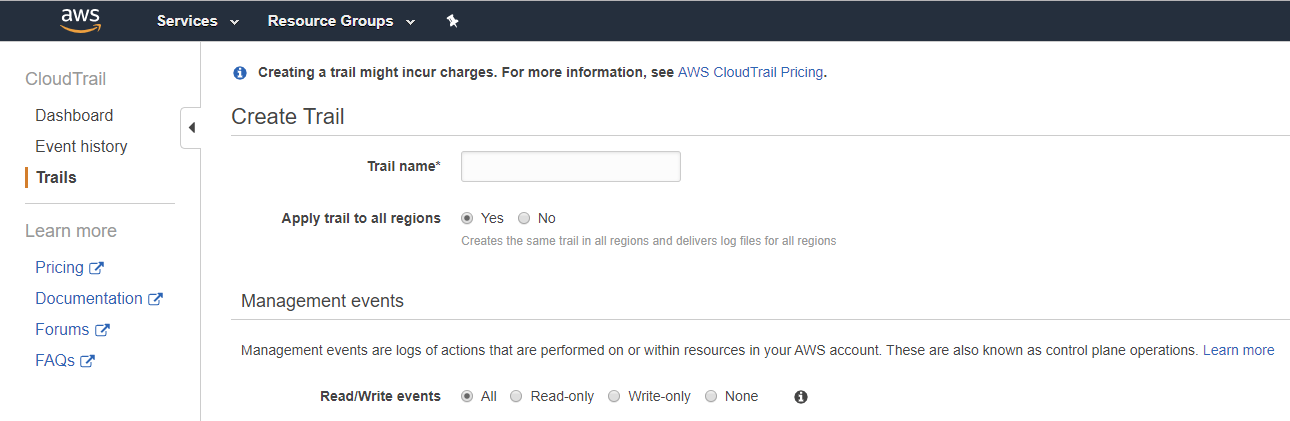 aws Services Resource Groups
CloudTrail
Dashboard
Event history
Trails
Learn more
Pricing
Documentation
Forums
FAQs
Creating a trail might incur charges. For more information, see AWS CloudTrail Pricing.
Create Trail
Trail name*
Apply trail to all regions Yes No
Creates the same trail in all regions and delivers log files for all regions
Management events
Management events are logs of actions that are performed on or within resources in your AWS account. These are also known as control plane operations. Learn more
Read/Write events All Read-only Write-only None